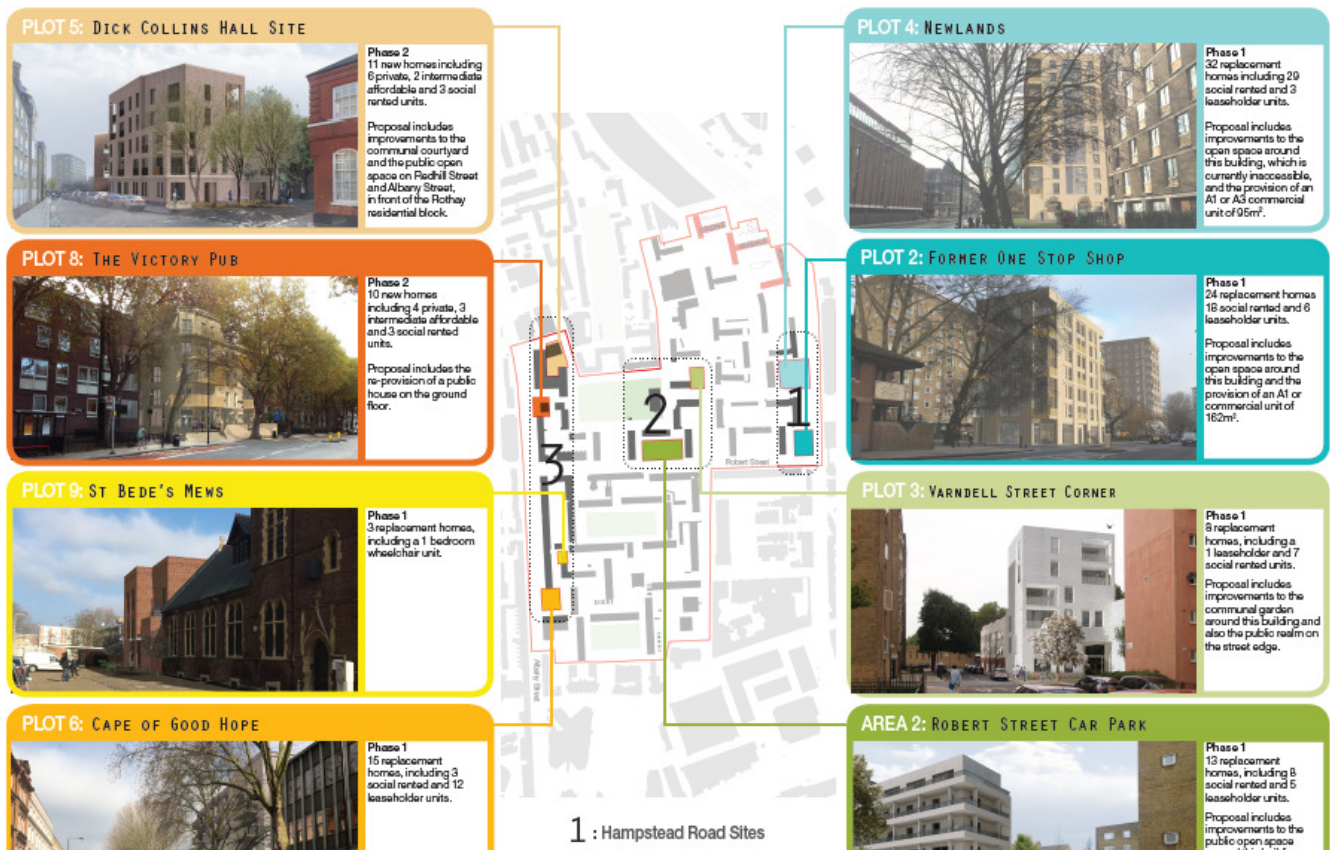 PLOT 5: DICK COLLINS HALL SITE
Phase 2
11 new homes including
6 private, 2 intermediate
affordable and 3 social
rented units.
Proposal includes
improvements to the
communal courtyard
and the public open
space on Redhill Street
and Albany Street,
in front of the Rothay
residential block.
PLOT 8: THE VICTORY PUB
Phase 2
10 new homes
including 4 private, 3
intermediate affordable
and 3 social rented
units.
Proposal includes the
re-provision of a public
house on the ground
floor.
PLOT 9: ST BEDE'S MEWS
Phase 1
3 replacement homes,
including a 1 bedroom
wheelchair unit.
PLOT 6: CAPE OF GOOD HOPE
Phase 1
15 replacement
homes, including 3
social rented and 12
leaseholder units.
1
2
3
Robert Street
Albany Street
1 : Hampstead Road Sites
PLOT 4: NEWLANDS
Phase 1
32 replacement
homes including 29
social rented and 3
leaseholder units.
Proposal includes
improvements to the
open space around
this building, which is
currently inaccessible,
and the provision of an
A1 or A3 commercial
unit of 95m².
PLOT 2: FORMER ONE STOP SHOP
Phase 1
24 replacement homes
18 social rented and 6
leaseholder units.
Proposal includes
improvements to the
open space around
this building and the
provision of an A1 or
commercial unit of
162m².
PLOT 3: VARNDELL STREET CORNER
Phase 1
8 replacement
homes, including a
1 leaseholder and 7
social rented units.
Proposal includes
improvements to the
communal garden
around this building and
also the public realm on
the street edge.
AREA 2: ROBERT STREET CAR PARK
Phase 1
13 replacement
homes, including 8
social rented and 5
leaseholder units.
Proposal includes
improvements to the
public open space